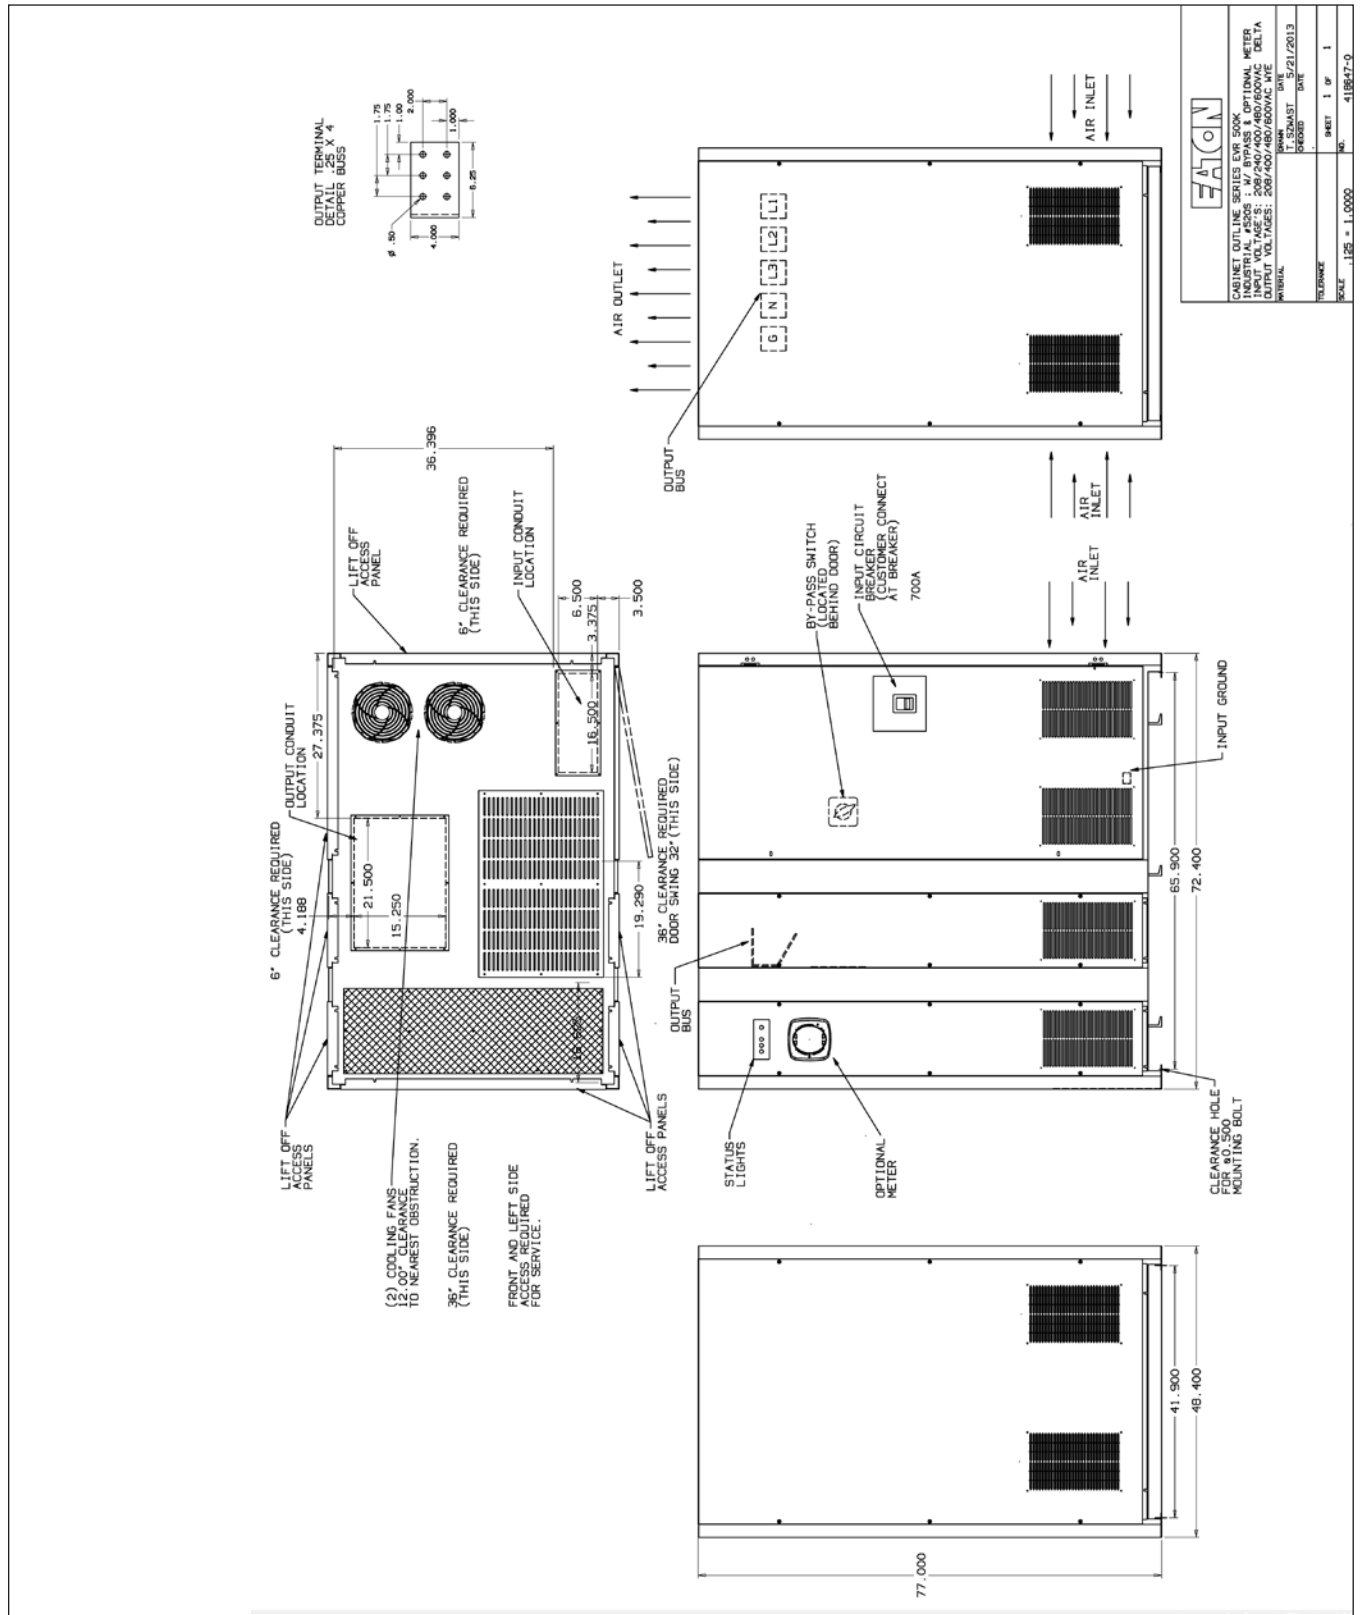 OUTPUT TERMINAL
DETAIL .25 X 4
COPPER BUSS
1.75
1.75
1.00
2.000
1.000
ø .50
4.000
6.25
AIR OUTLET
AIR INLET
G
N
L3
L2
L1
OUTPUT
BUS
AIR
INLET
36.396
LIFT OFF
ACCESS
PANEL
6" CLEARANCE REQUIRED
(THIS SIDE)
INPUT CONDUIT
LOCATION
6.500
3.375
3.500
16.500
27.375
OUTPUT CONDUIT
LOCATION
6" CLEARANCE REQUIRED
(THIS SIDE)
4.188
21.500
15.250
19.290
36" CLEARANCE REQUIRED
DOOR SWING 32" (THIS SIDE)
LIFT OFF
ACCESS
PANELS
LIFT OFF
ACCESS PANELS
(2) COOLING FANS
12.00" CLEARANCE
TO NEAREST OBSTRUCTION.
36" CLEARANCE REQUIRED
(THIS SIDE)
FRONT AND LEFT SIDE
ACCESS REQUIRED
FOR SERVICE.
BY-PASS SWITCH
(LOCATED
BEHIND DOOR)
INPUT CIRCUIT
BREAKER
(CUSTOMER CONNECT
AT BREAKER)
700A
AIR
INLET
INPUT GROUND
OUTPUT
BUS
STATUS
LIGHTS
OPTIONAL
METER
65.900
72.400
CLEARANCE HOLE
FOR ø0.500
MOUNTING BOLT
41.900
48.400
77.000
EATON
CABINET OUTLINE SERIES EVR 500K
INDUSTRIAL #520S : W/ BYPASS & OPTIONAL METER
INPUT VOLTAGE'S: 208/240/400/480/600VAC DELTA
OUTPUT VOLTAGES: 208/400/480/600VAC WYE
MATERIAL
DRAWN
T.SZWAST
DATE
5/21/2013
CHECKED
DATE
TOLERANCE
SHEET 1 OF 1
SCALE
.125 = 1.0000
NO.
418647-0